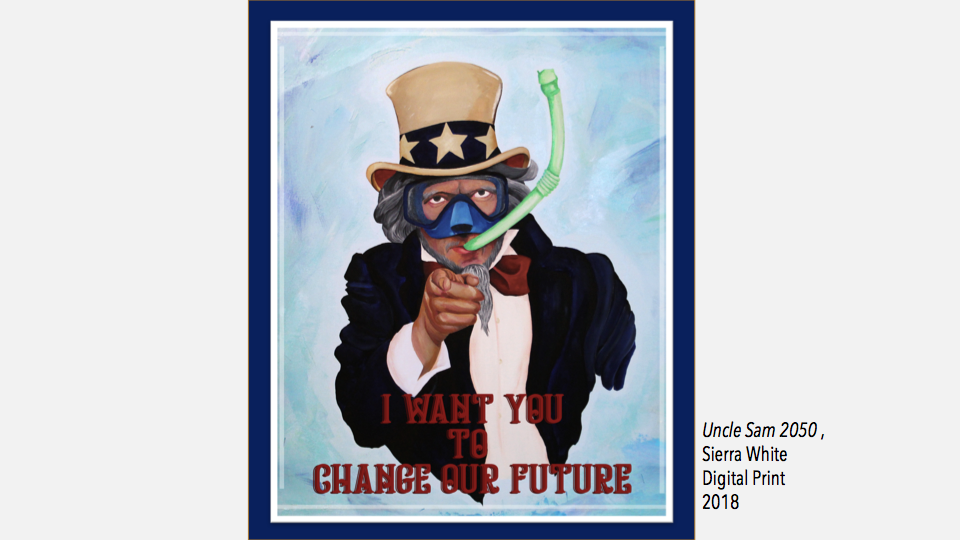 I WANT YOU
TO
CHANGE OUR FUTURE
Uncle Sam 2050 ,
Sierra White
Digital Print
2018